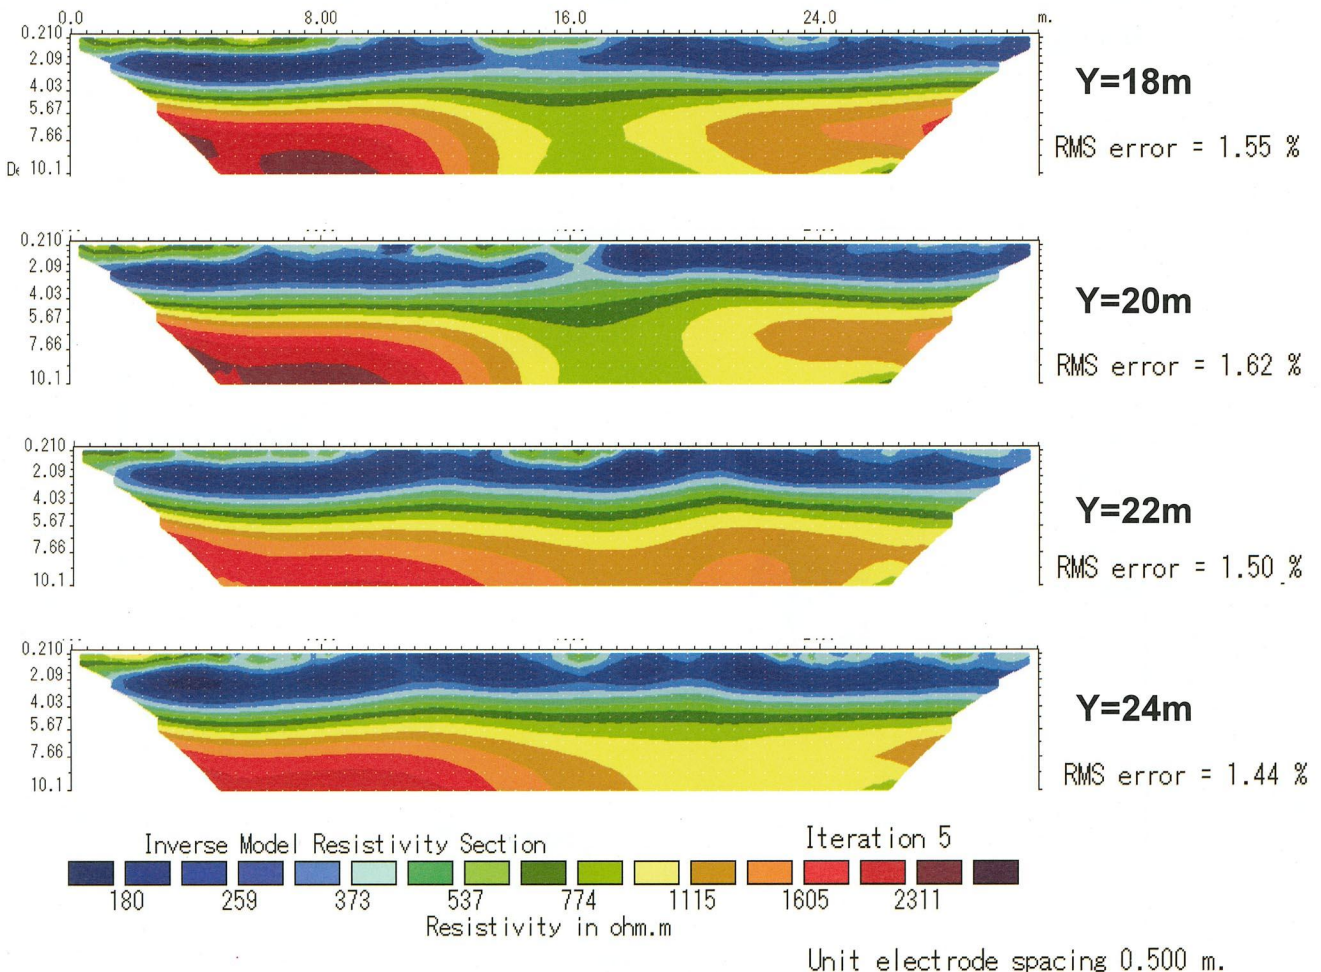 0.0 8.00 16.0 24.0 m.
0.210
2.09
4.03
5.67
7.66
10.1
Y=18m
RMS error = 1.55 %
0.210
2.09
4.03
5.67
7.66
10.1
Y=20m
RMS error = 1.62 %
0.210
2.09
4.03
5.67
7.66
10.1
Y=22m
RMS error = 1.50 %
0.210
2.09
4.03
5.67
7.66
10.1
Y=24m
RMS error = 1.44 %
Inverse Model Resistivity Section
Iteration 5
180 259 373 537 774 1115 1605 2311
Resistivity in ohm.m
Unit electrode spacing 0.500 m.